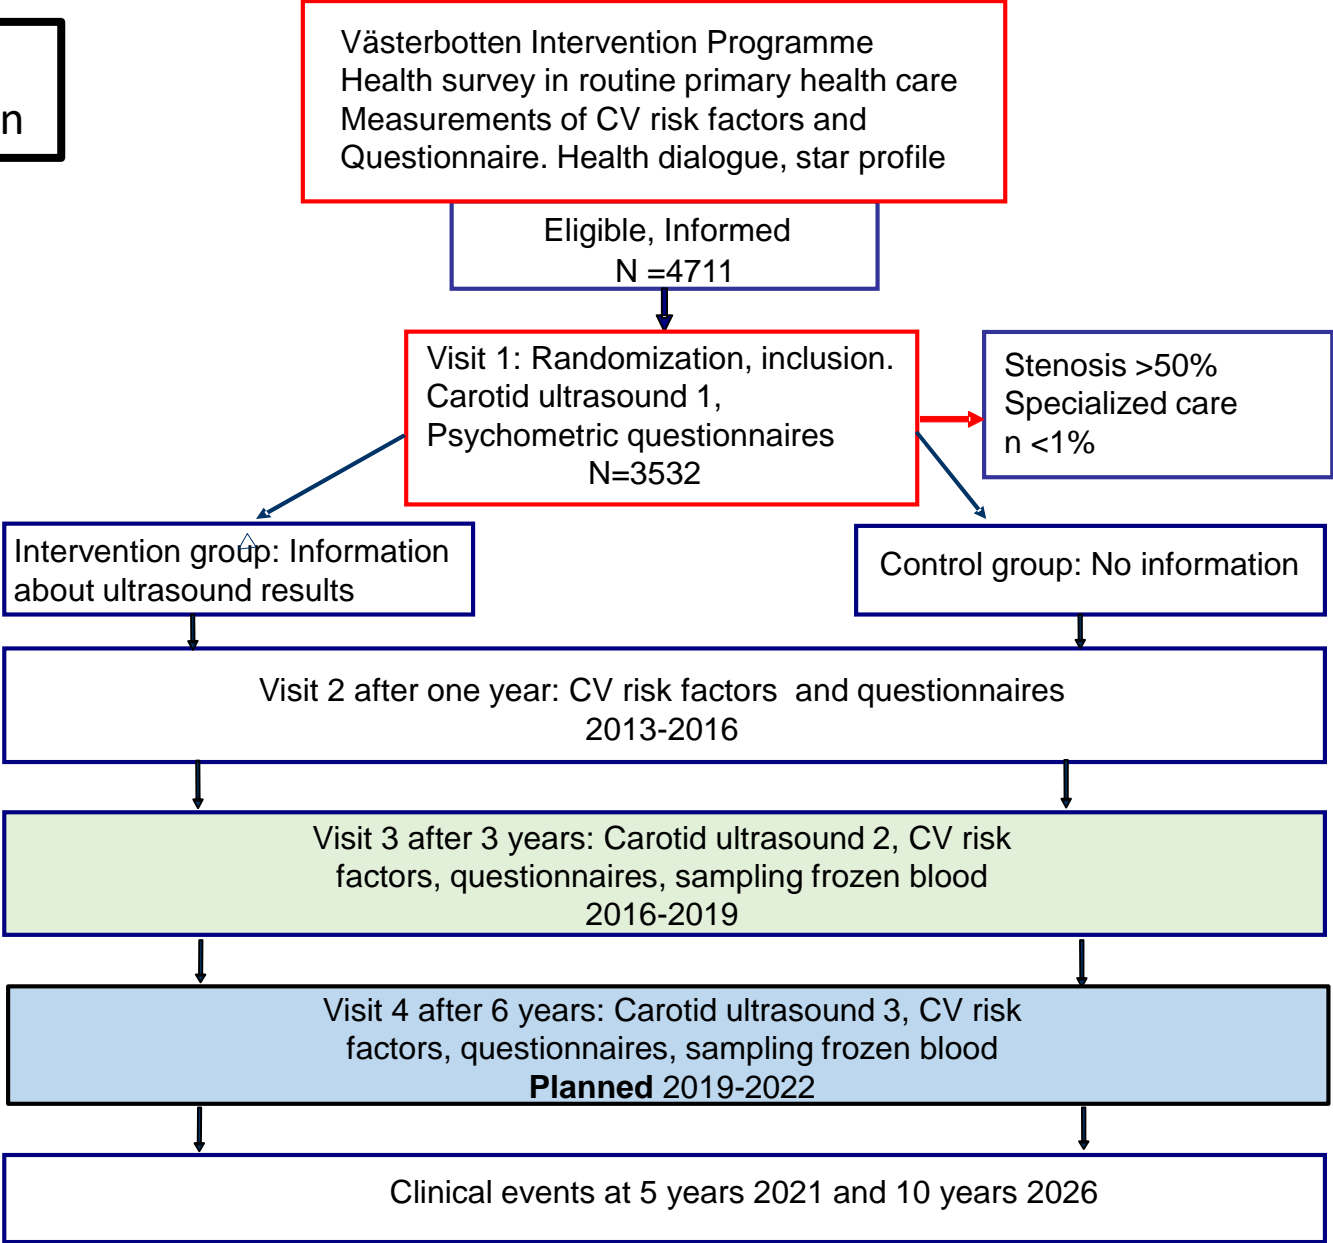 n
Västerbotten Intervention Programme
Health survey in routine primary health care
Measurements of CV risk factors and
Questionnaire. Health dialogue, star profile
Eligible, Informed
N =4711
Visit 1: Randomization, inclusion.
Carotid ultrasound 1,
Psychometric questionnaires
N=3532
Stenosis >50%
Specialized care
n <1%
Intervention group: Information
about ultrasound results
Control group: No information
Visit 2 after one year: CV risk factors and questionnaires
2013-2016
Visit 3 after 3 years: Carotid ultrasound 2, CV risk
factors, questionnaires, sampling frozen blood
2016-2019
Visit 4 after 6 years: Carotid ultrasound 3, CV risk
factors, questionnaires, sampling frozen blood
Planned 2019-2022
Clinical events at 5 years 2021 and 10 years 2026